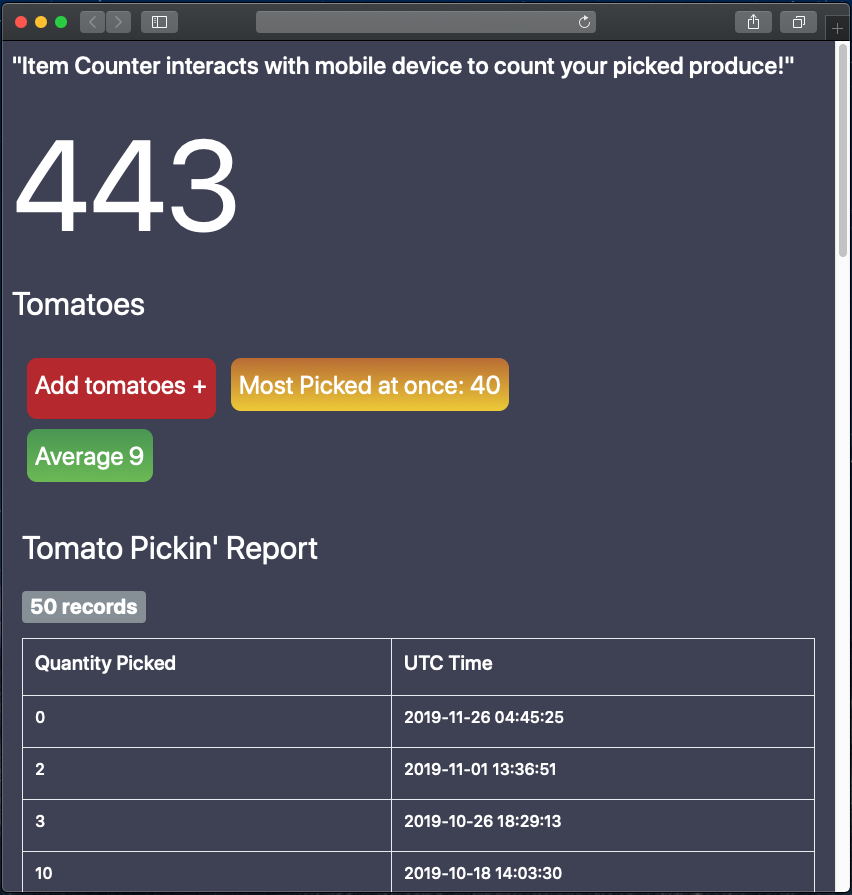 "Item Counter interacts with mobile device to count your picked produce!"
443
Tomatoes
Add tomatoes +
Most Picked at once: 40
Average 9
Tomato Pickin' Report
50 records
Quantity Picked UTC Time
0 2019-11-26 04:45:25
2 2019-11-01 13:36:51
3 2019-10-26 18:29:13
10 2019-10-18 14:03:30